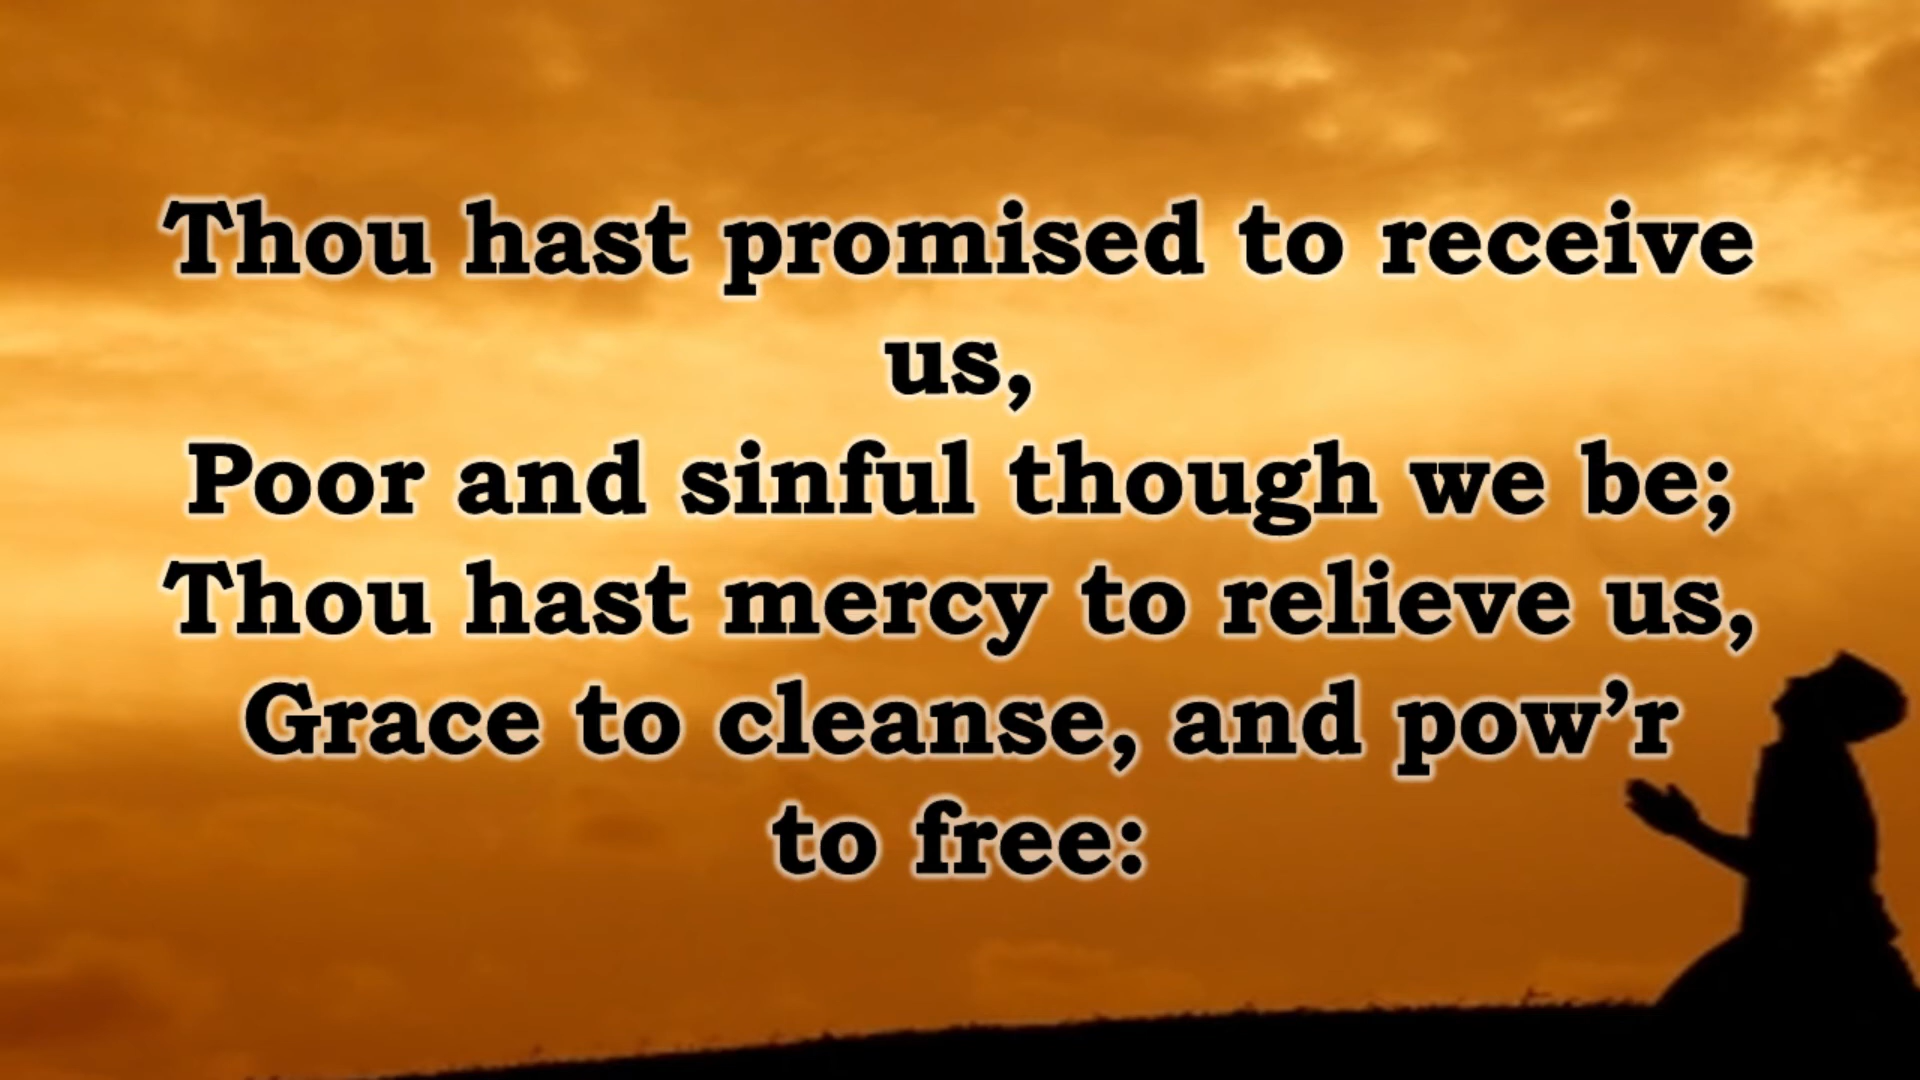 Thou hast promised to receive
us,
Poor and sinful though we be;
Thou hast mercy to relieve us,
Grace to cleanse, and pow’r
to free: